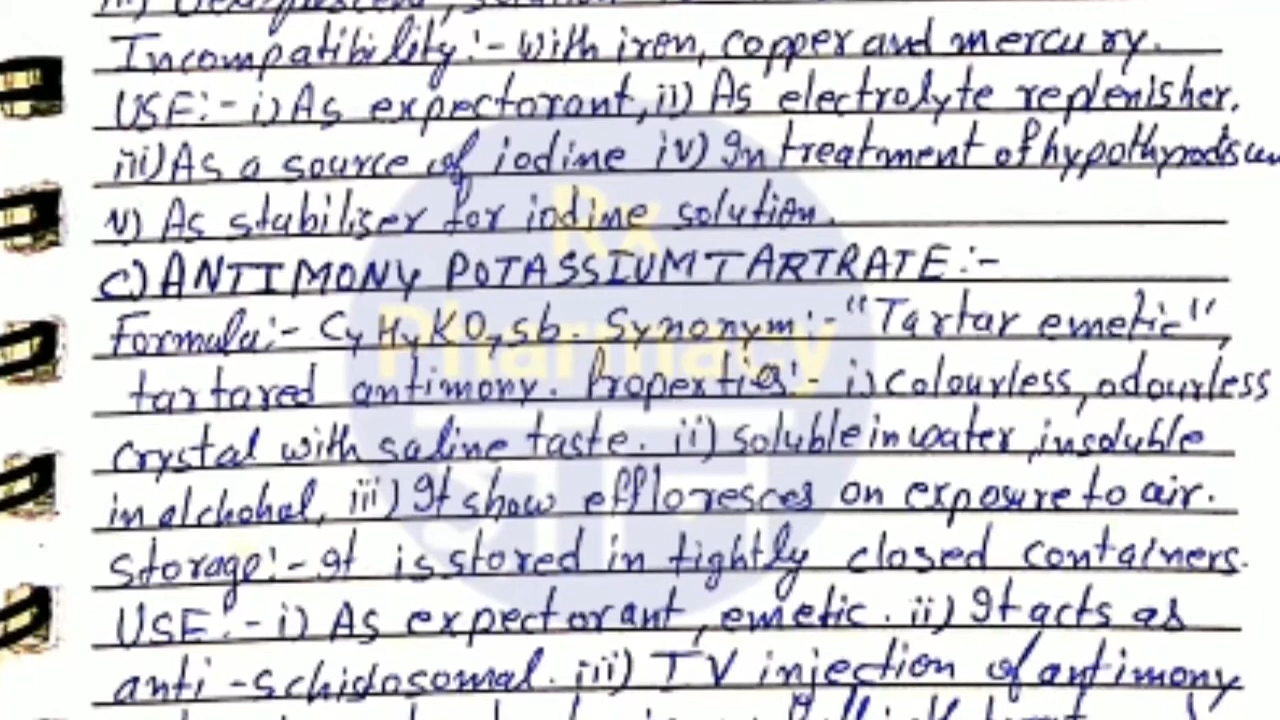 Incompatibility:- with iron, copper and mercury.
USE:- i) As expectorant, ii) As electrolyte replenisher.
iii) As a source of iodine iv) In treatment of
v) As stabiliser for iodine solution.
c) ANTIMONY POTASSIUM TARTRATE:-
Formula:- C4H4KO7Sb. Synonym:- "Tartar emetic",
tartared antimony. Properties:- i) Colourless, odourless
crystal with saline taste. ii) soluble in water, insoluble
in alchohal, iii) It show effloresces on exposure to air.
Storage:- It is stored in tightly closed containers.
USE:- i) As expectorant, emetic. ii) It acts as
anti-schidosomal. iii) IV injection of antimony
Rx
Pharmacy